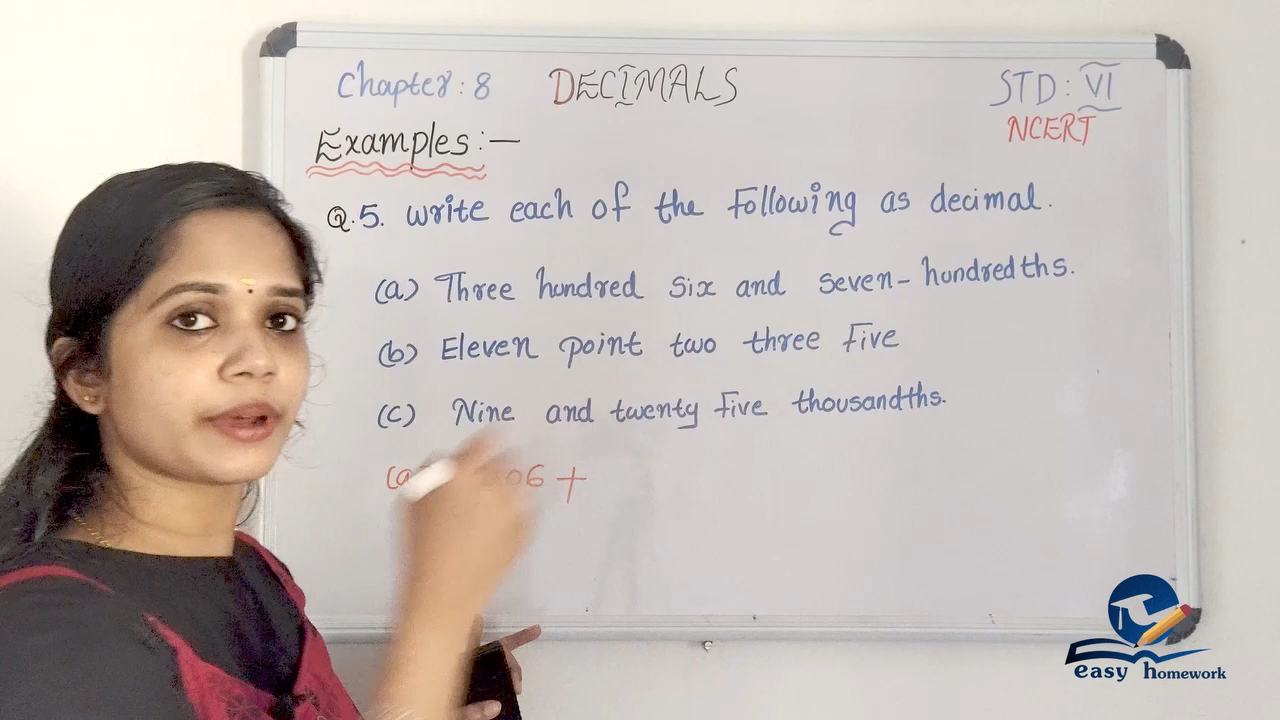 Chapter: 8 DECIMALS STD: VI
NCERT
Examples:-
Q.5. Write each of the following as decimal.
(a) Three hundred six and seven-hundredths.
(b) Eleven point two three five
(c) Nine and twenty five thousandths.
(a 06 +
easy homework